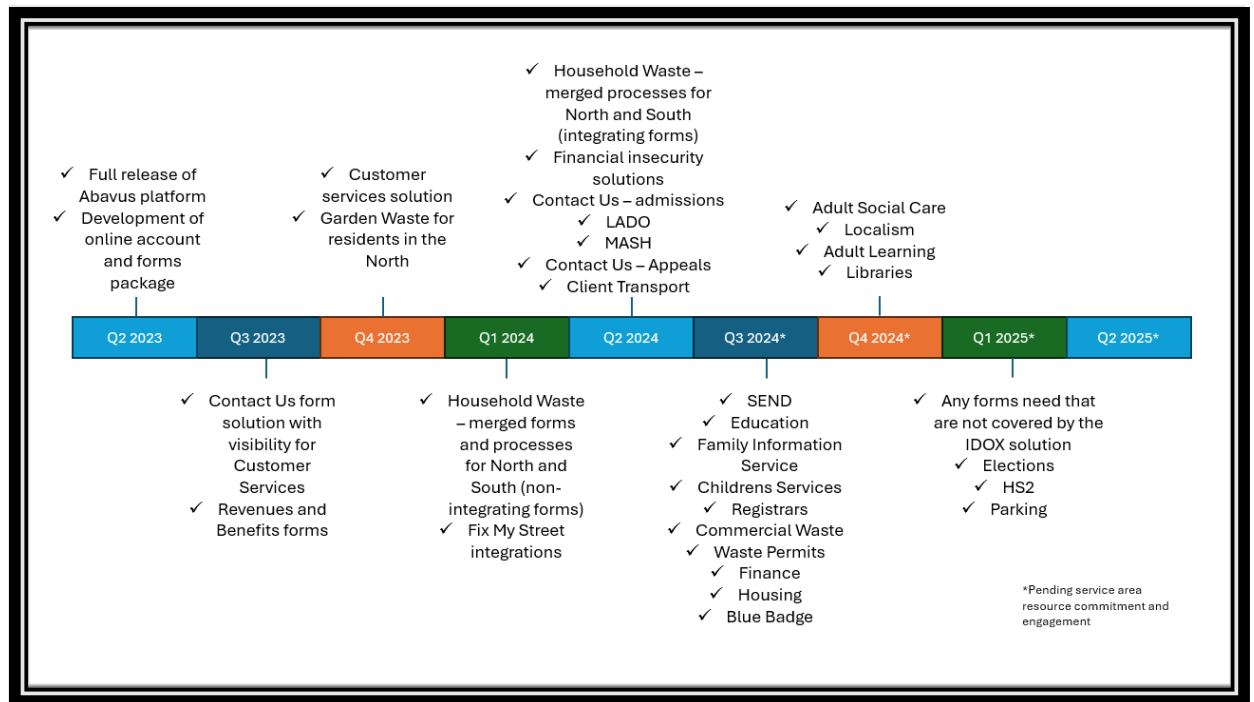 ✓ Full release of
Abavus platform
✓ Development of
online account
and forms
package
✓ Customer
services solution
✓ Garden Waste for
residents in the
North
✓ Household Waste –
merged processes for
North and South
(integrating forms)
✓ Financial insecurity
solutions
✓ Contact Us – admissions
✓ LADO
✓ MASH
✓ Contact Us – Appeals
✓ Client Transport
✓ Adult Social Care
✓ Localism
✓ Adult Learning
✓ Libraries
Q2 2023 Q3 2023 Q4 2023 Q1 2024 Q2 2024 Q3 2024* Q4 2024* Q1 2025* Q2 2025*
✓ Contact Us form
solution with
visibility for
Customer
Services
✓ Revenues and
Benefits forms
✓ Household Waste
– merged forms
and processes
for North and
South (non-
integrating forms)
✓ Fix My Street
integrations
✓ SEND
✓ Education
✓ Family Information
Service
✓ Childrens Services
✓ Registrars
✓ Commercial Waste
✓ Waste Permits
✓ Finance
✓ Housing
✓ Blue Badge
✓ Any forms need that
are not covered by the
IDOX solution
✓ Elections
✓ HS2
✓ Parking
*Pending service area
resource commitment and
engagement